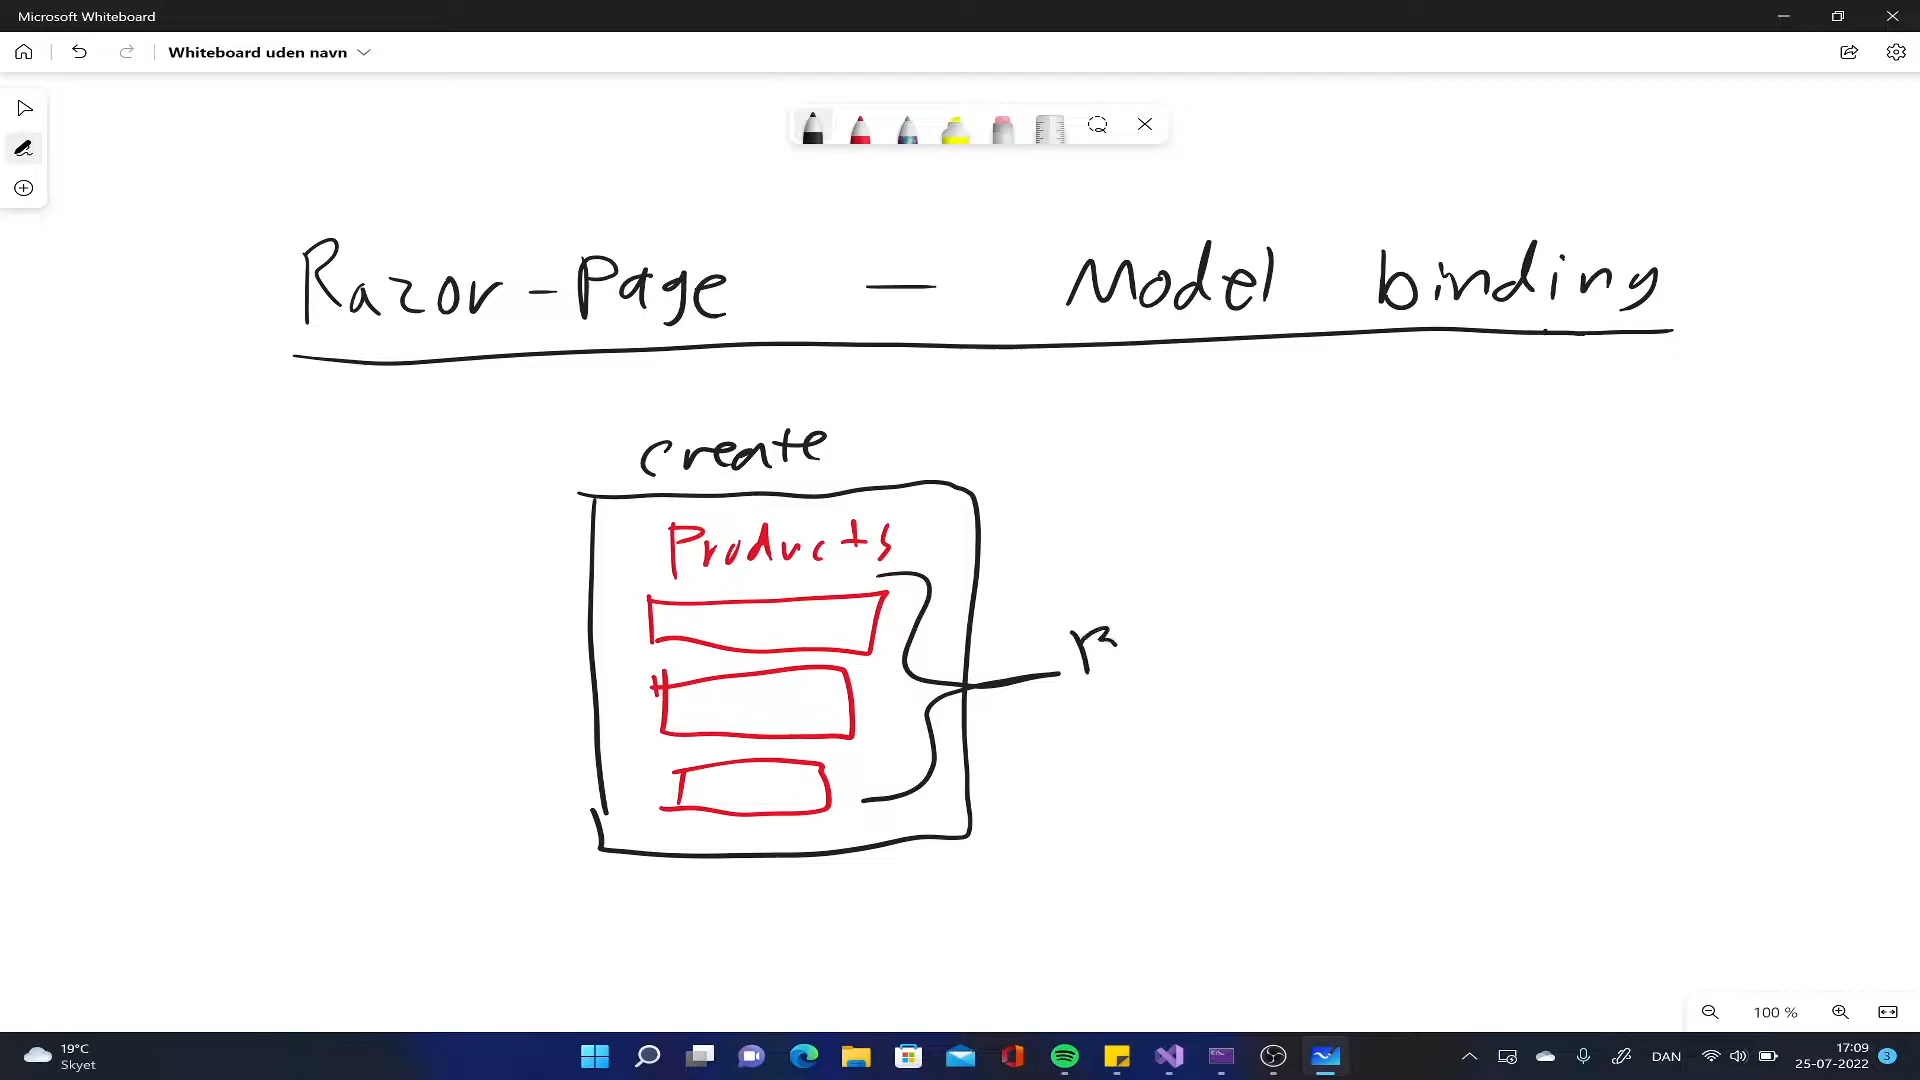 Microsoft Whiteboard
Whiteboard uden navn
Razor-Page — Model binding
create
Products
100 %
19°C
Skyet
DAN
17:09
25-07-2022
3